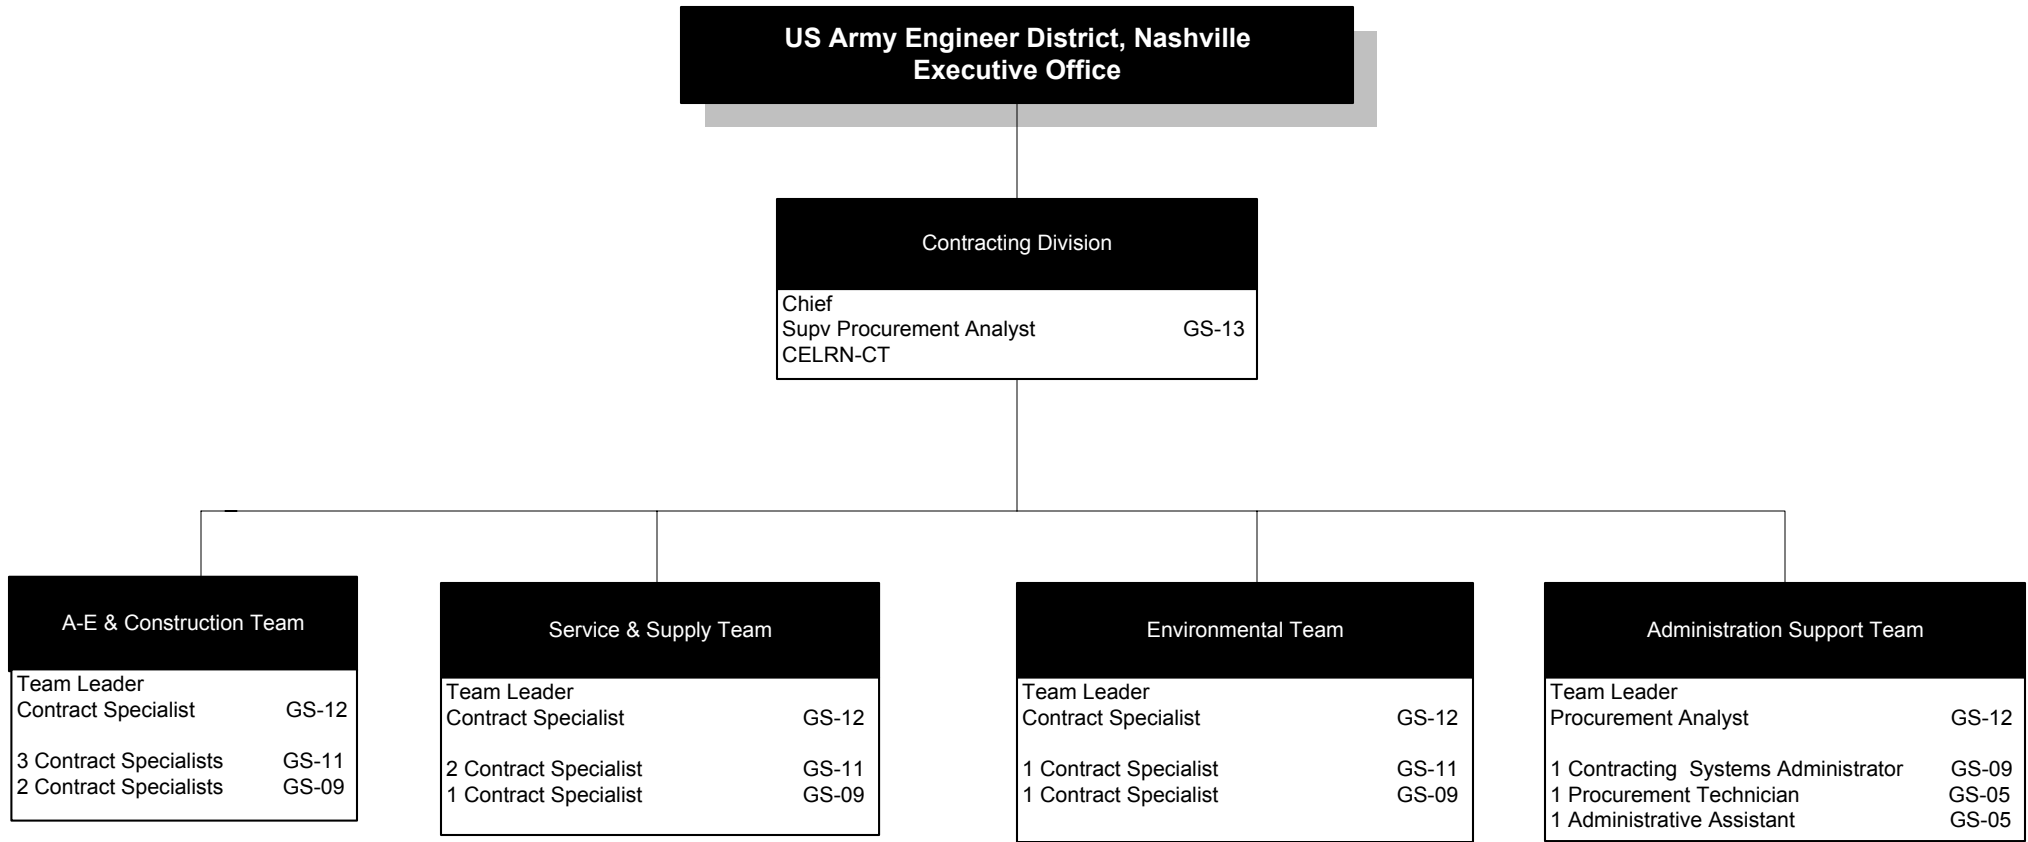 US Army Engineer District, Nashville
Executive Office
Contracting Division
Chief
Supv Procurement Analyst GS-13
CELRN-CT
A-E & Construction Team
Team Leader
Contract Specialist GS-12
3 Contract Specialists GS-11
2 Contract Specialists GS-09
Service & Supply Team
Team Leader
Contract Specialist GS-12
2 Contract Specialist GS-11
1 Contract Specialist GS-09
Environmental Team
Team Leader
Contract Specialist GS-12
1 Contract Specialist GS-11
1 Contract Specialist GS-09
Administration Support Team
Team Leader
Procurement Analyst GS-12
1 Contracting Systems Administrator GS-09
1 Procurement Technician GS-05
1 Administrative Assistant GS-05